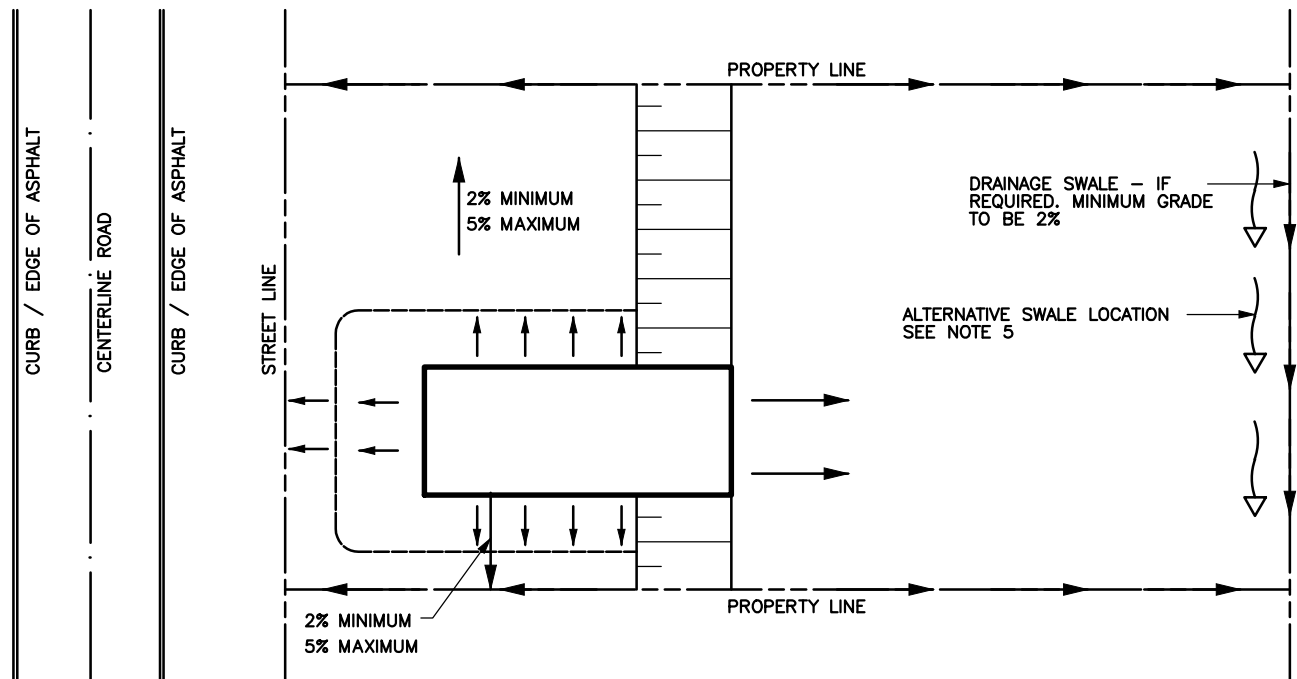 PROPERTY LINE
CURB / EDGE OF ASPHALT
CENTERLINE ROAD
CURB / EDGE OF ASPHALT
STREET LINE
2% MINIMUM
5% MAXIMUM
DRAINAGE SWALE – IF
REQUIRED. MINIMUM GRADE
TO BE 2%
ALTERNATIVE SWALE LOCATION
SEE NOTE 5
2% MINIMUM
5% MAXIMUM
PROPERTY LINE